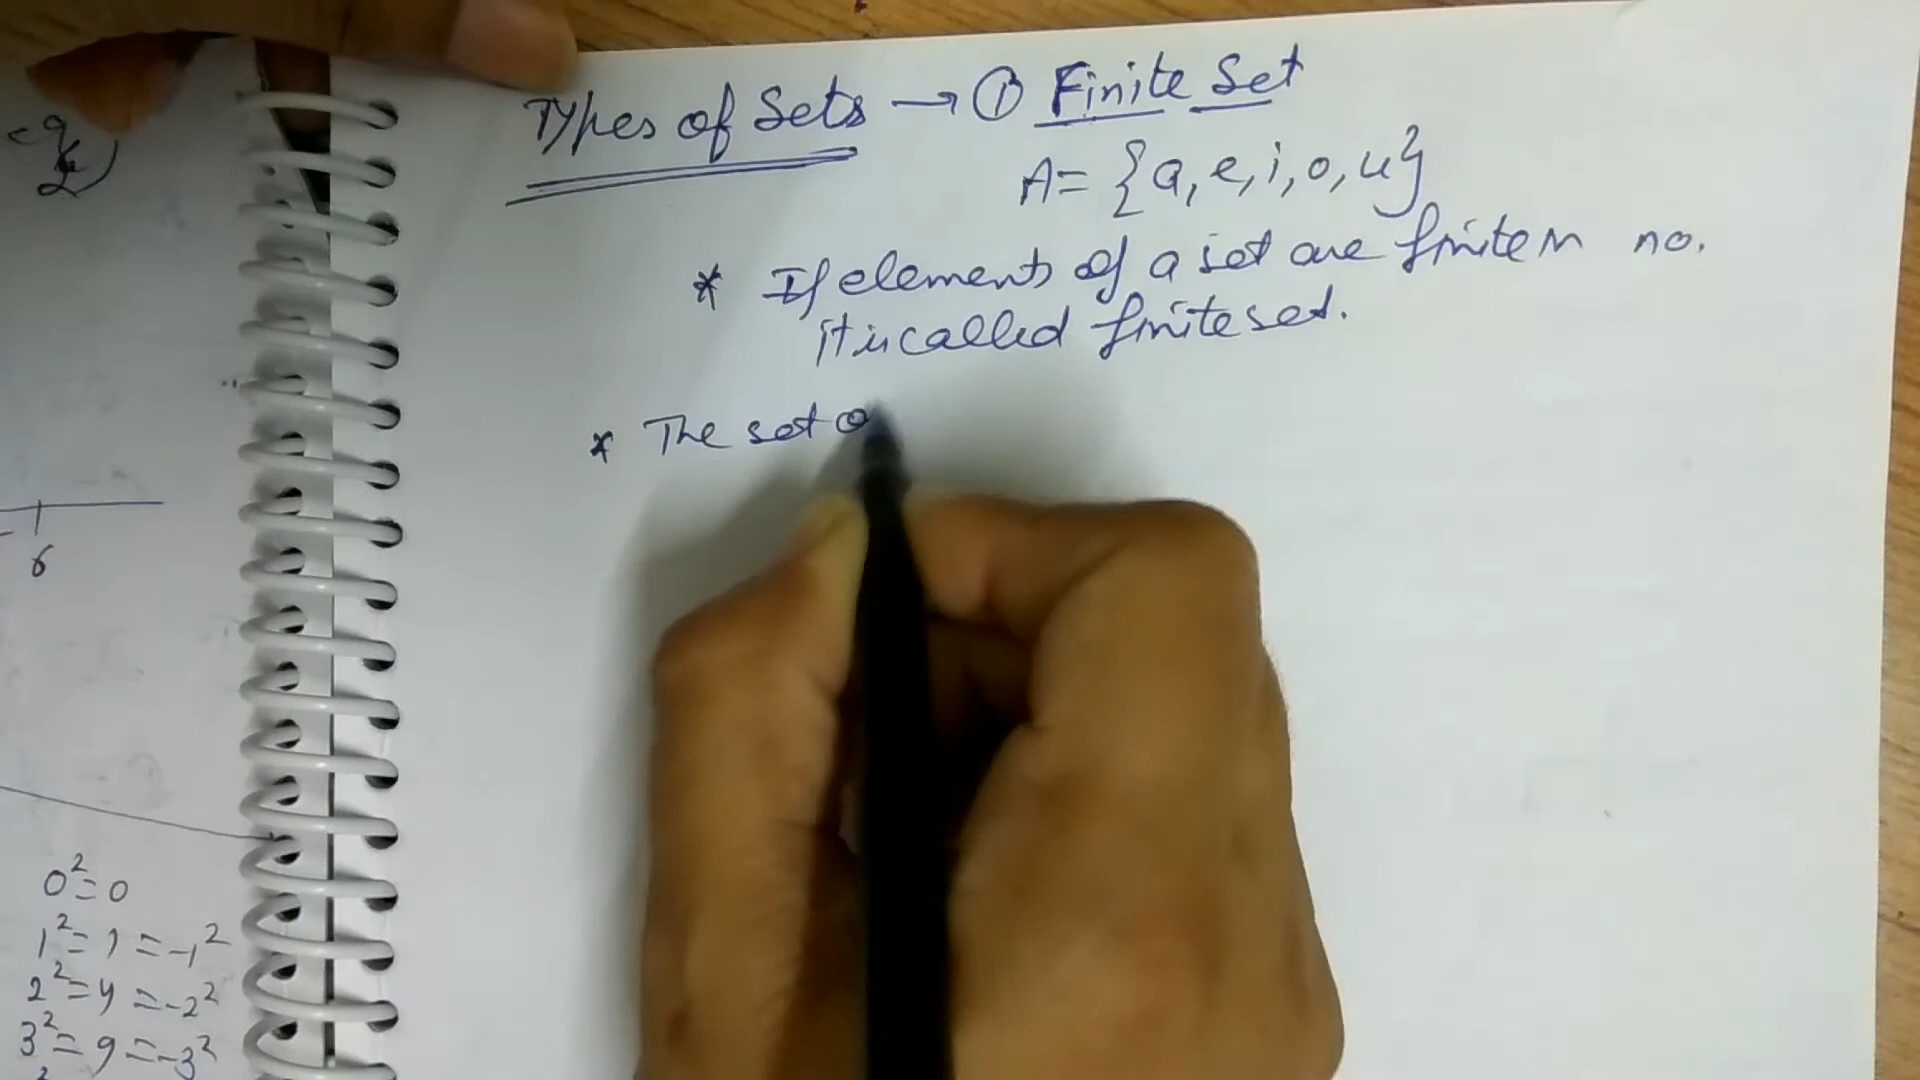 Types of Sets → ① Finite Set
A = {a, e, i, o, u}
* If elements of a set are finite in no.
it is called finite set.
* The set o
6
0²=0
1²=1=-1²
2²=4=-2²
3²=9=-3²